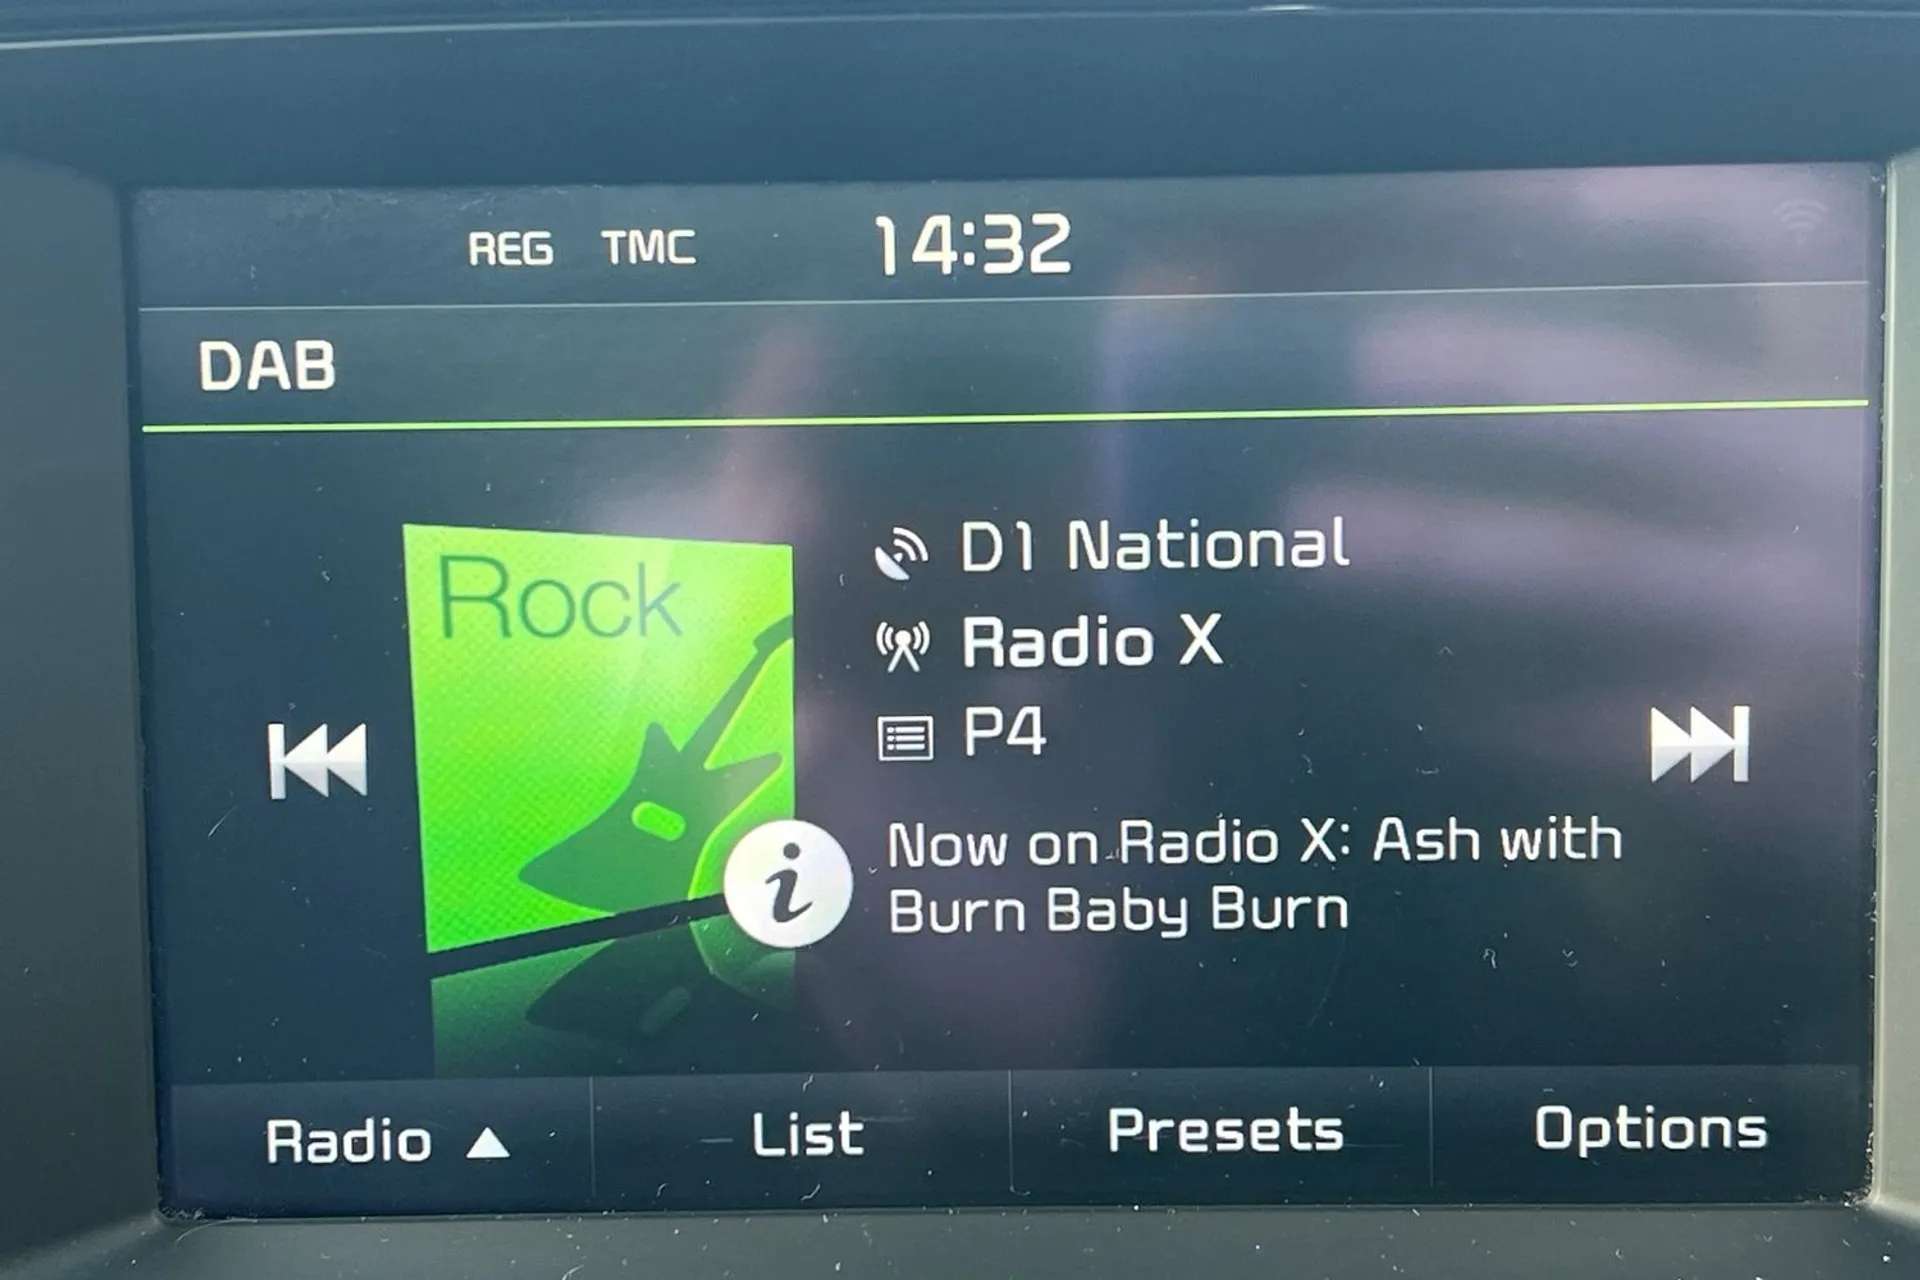 REG TMC 14:32
DAB
Rock
D1 National
Radio X
P4
i
Now on Radio X: Ash with
Burn Baby Burn
Radio ▲ List Presets Options